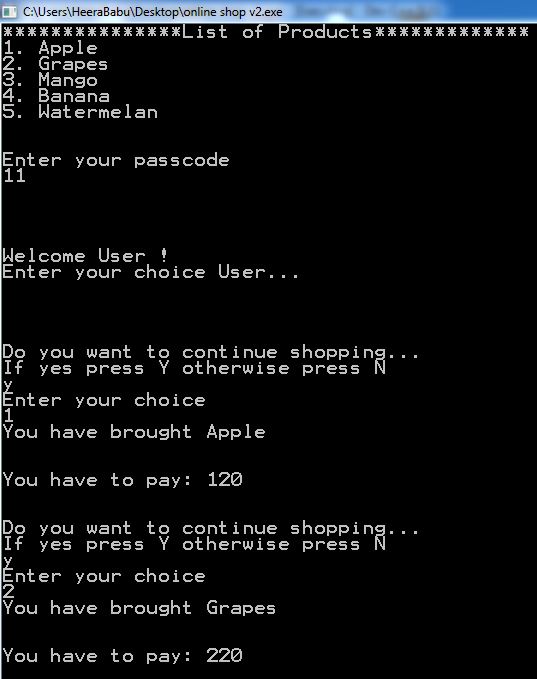 C:\Users\HeeraBabu\Desktop\online shop v2.exe
***************List of Products*************
1. Apple
2. Grapes
3. Mango
4. Banana
5. Watermelan
Enter your passcode
11
Welcome User !
Enter your choice User...
Do you want to continue shopping...
If yes press Y otherwise press N
y
Enter your choice
1
You have brought Apple
You have to pay: 120
Do you want to continue shopping...
If yes press Y otherwise press N
y
Enter your choice
2
You have brought Grapes
You have to pay: 220